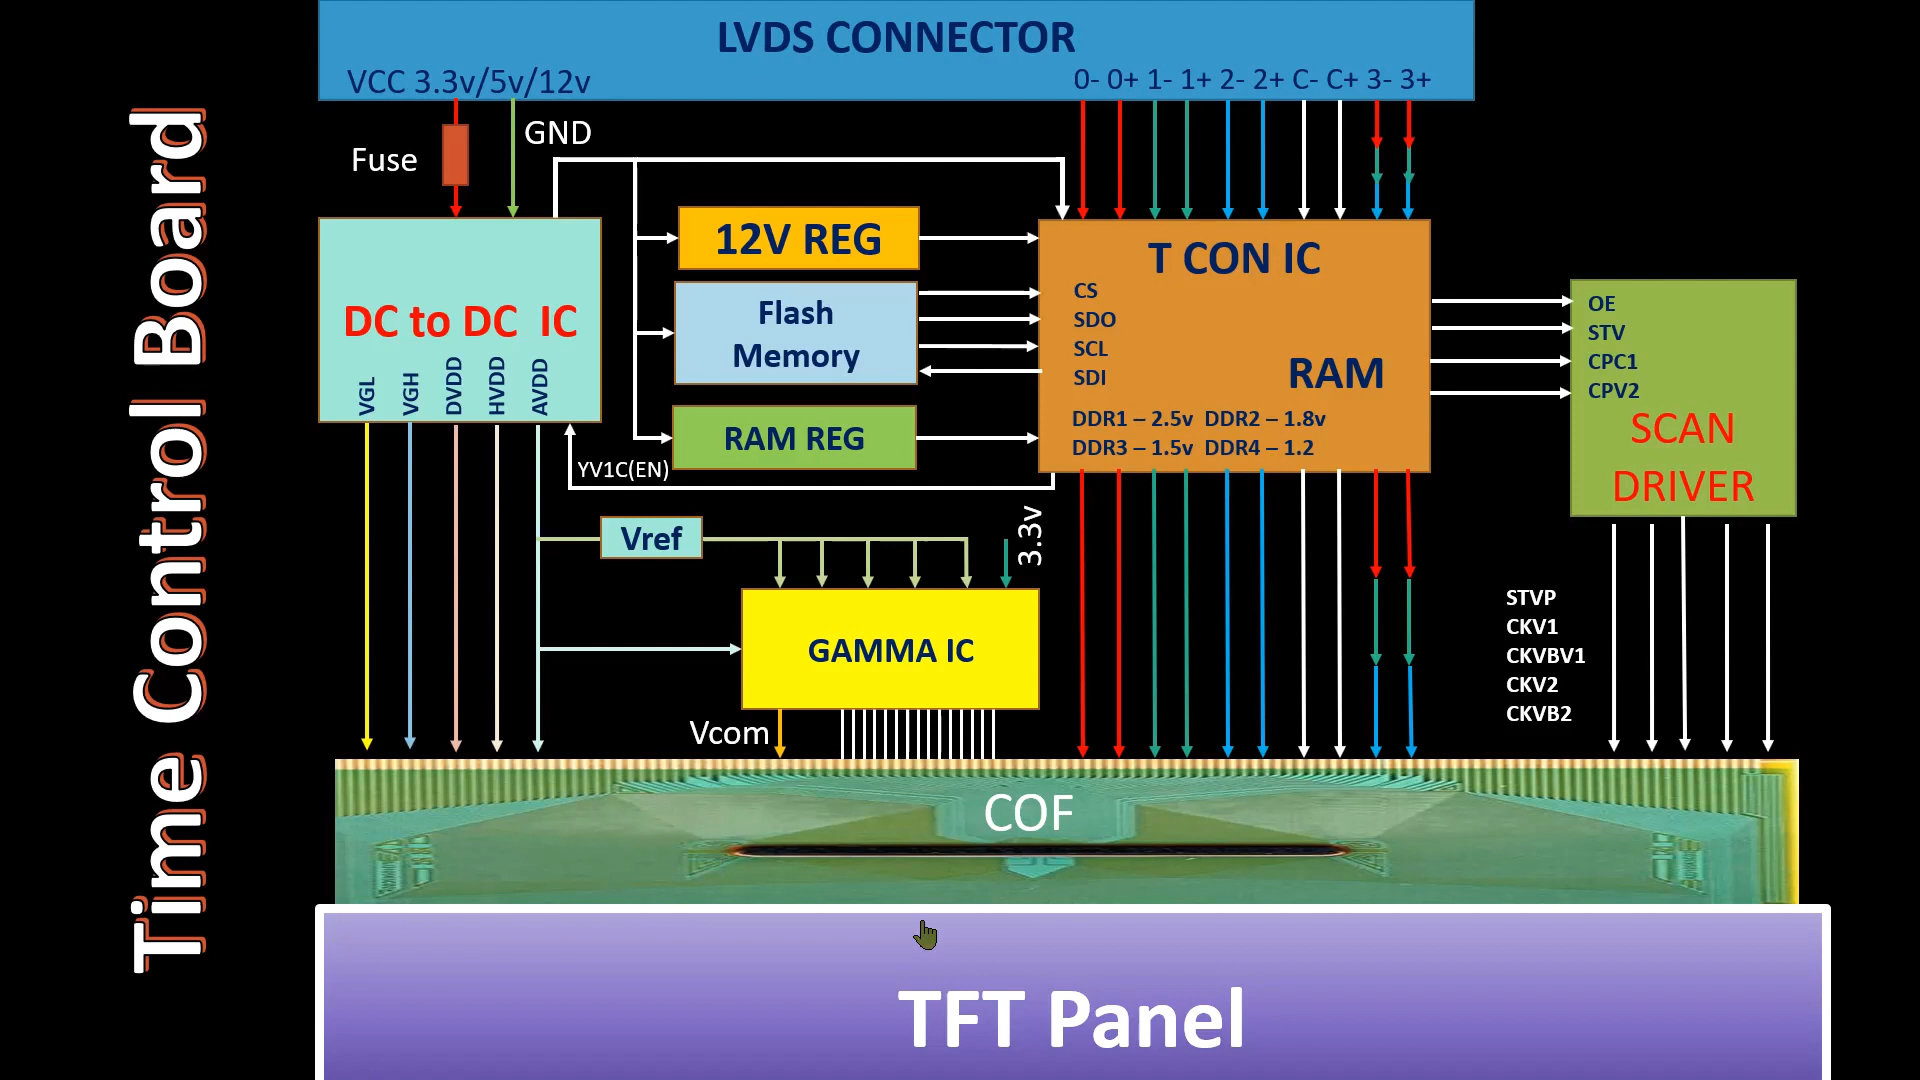 Time Control Board
LVDS CONNECTOR
VCC 3.3v/5v/12v
0- 0+ 1- 1+ 2- 2+ C- C+ 3- 3+
Fuse
GND
DC to DC IC
VGL
VGH
DVDD
HVDD
AVDD
12V REG
Flash
Memory
RAM REG
YV1C(EN)
T CON IC
CS
SDO
SCL
SDI
RAM
DDR1 – 2.5v DDR2 – 1.8v
DDR3 – 1.5v DDR4 – 1.2
OE
STV
CPC1
CPV2
SCAN
DRIVER
Vref
3.3v
GAMMA IC
Vcom
STVP
CKV1
CKVBV1
CKV2
CKVB2
COF
TFT Panel